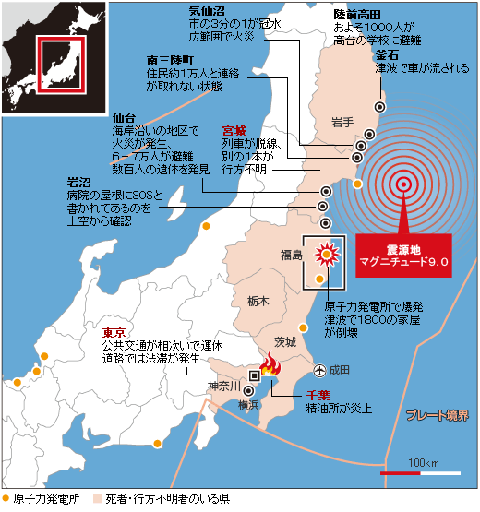 気仙沼
市の3分の1が冠水
広範囲で火災
陸前高田
およそ1000人が
高台の学校に避難
釜石
津波で車が流される
南三陸町
住民約1万人と連絡
が取れない状態
岩手
仙台
海岸沿いの地区で
火災が発生、
6-7万人が避難
数百人の遺体を発見
宮城
列車が脱線、
別の1本が
行方不明
岩沼
病院の屋根にSOSと
書かれてあるのを
上空から確認
震源地
マグニチュード9.0
福島
原子力発電所で爆発
津波で1800の家屋
が倒壊
栃木
茨城
東京
公共交通が相次いで運休
道路では渋滞が発生
成田
神奈川
横浜
千葉
精油所が炎上
プレート境界
100km
原子力発電所
死者・行方不明者のいる県